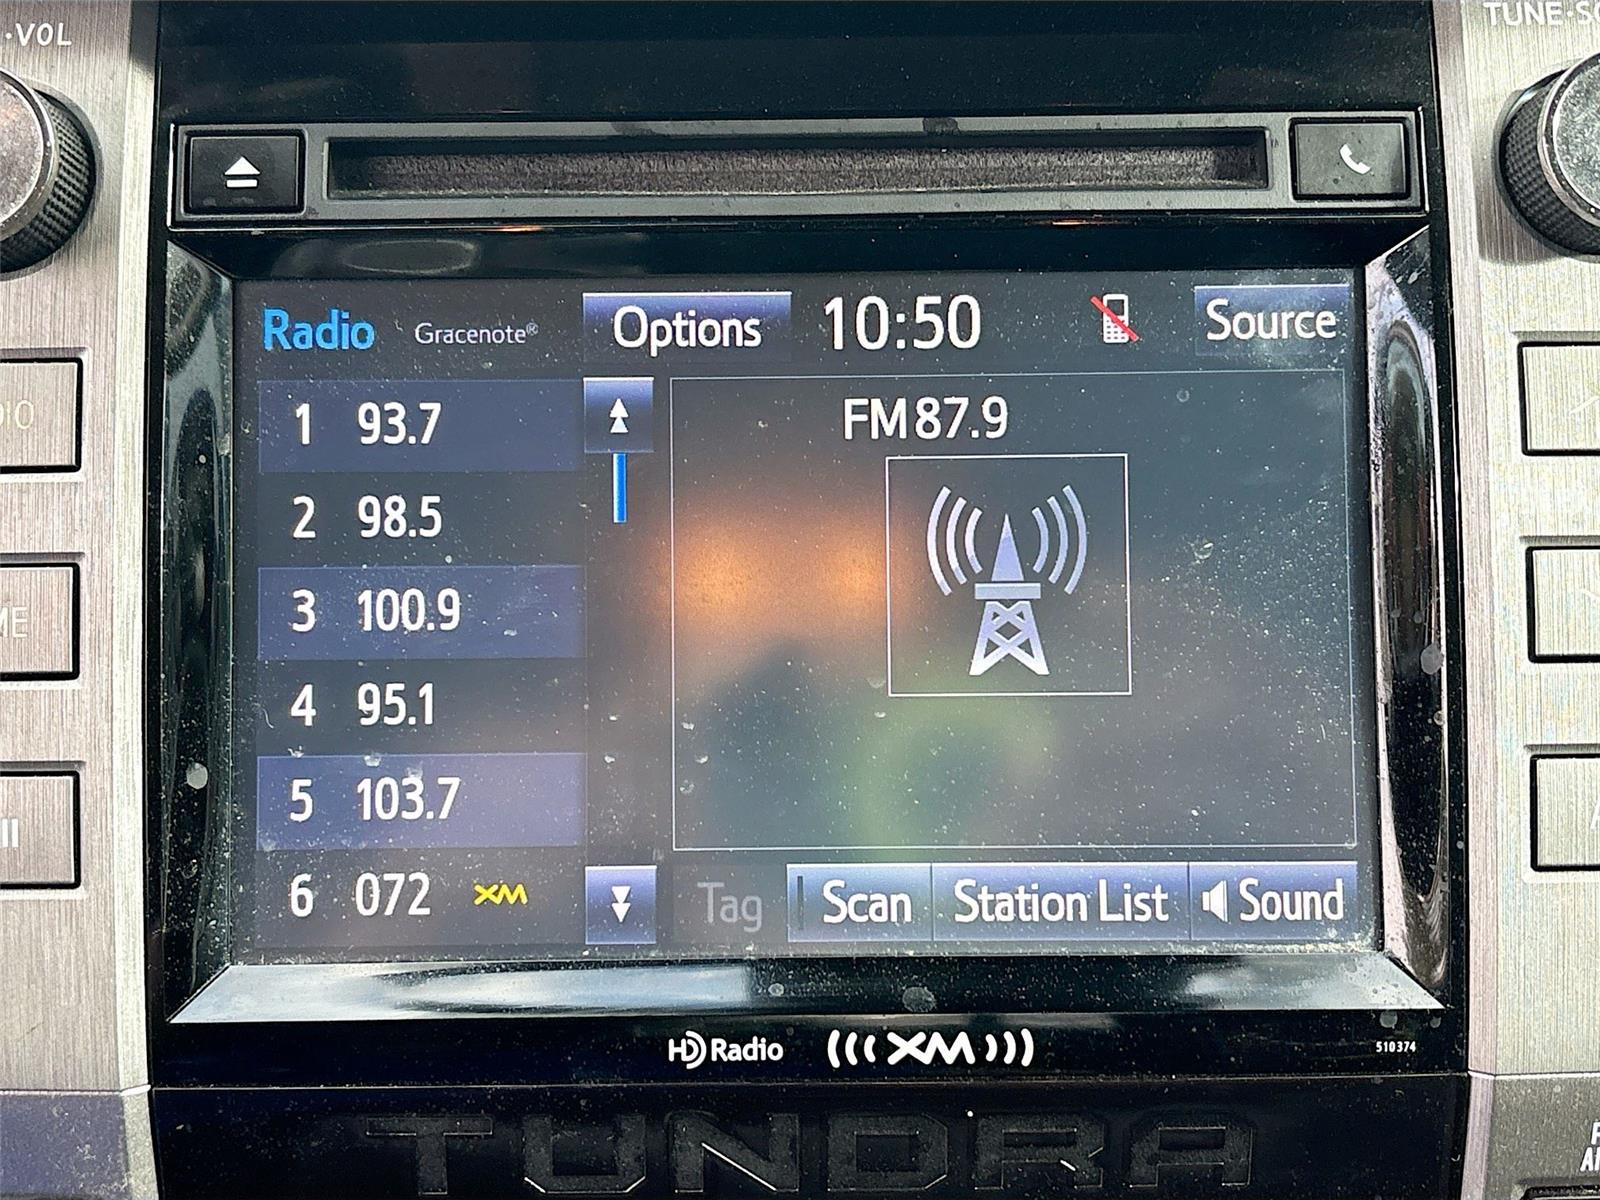 ·VOL
TUNE·SC
Radio
Gracenote®
Options
10:50
Source
1 93.7
2 98.5
3 100.9
4 95.1
5 103.7
6 072 XM
FM 87.9
Tag
Scan
Station List
Sound
HD Radio
XM
510374
TUNDRA